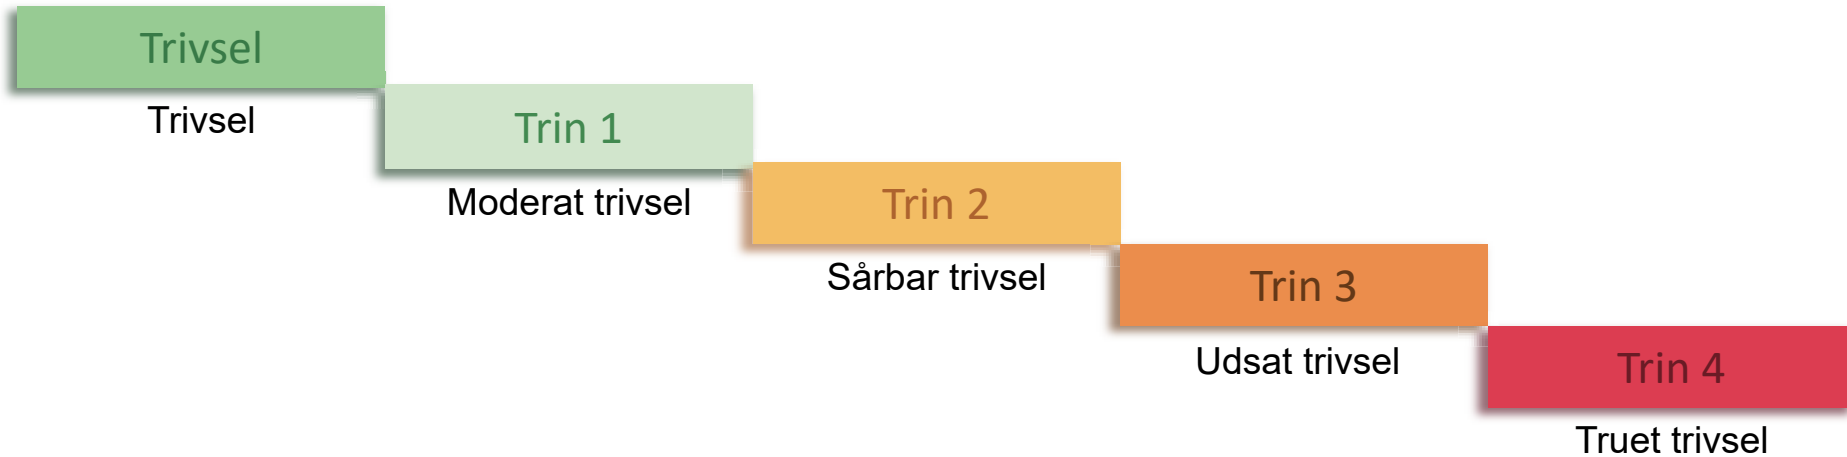 Trivsel
Trivsel
Trin 1
Moderat trivsel
Trin 2
Sårbar trivsel
Trin 3
Udsat trivsel
Trin 4
Truet trivsel